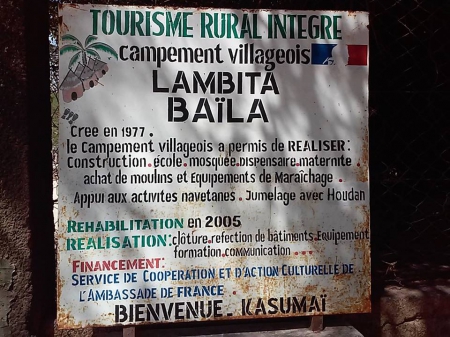 TOURISME RURAL INTEGRE
campement villageois
LAMBITA
BAÏLA
Cree en 1977.
le Campement villageois a permis de REALISER:
Construction.école.mosquée.Dispensaire.maternité.
achat de moulins et Equipements de Maraîchage.
Appui aux activites navetanes. Jumelage avec Houdan
REHABILITATION en 2005
REALISATION: clôture.refection de bâtiments.Equipement
formation.communication...
FINANCEMENT:
SERVICE DE COOPERATION ET D'ACTION CULTURELLE DE
L'AMBASSADE DE FRANCE.
BIENVENUE. KASUMAÏ